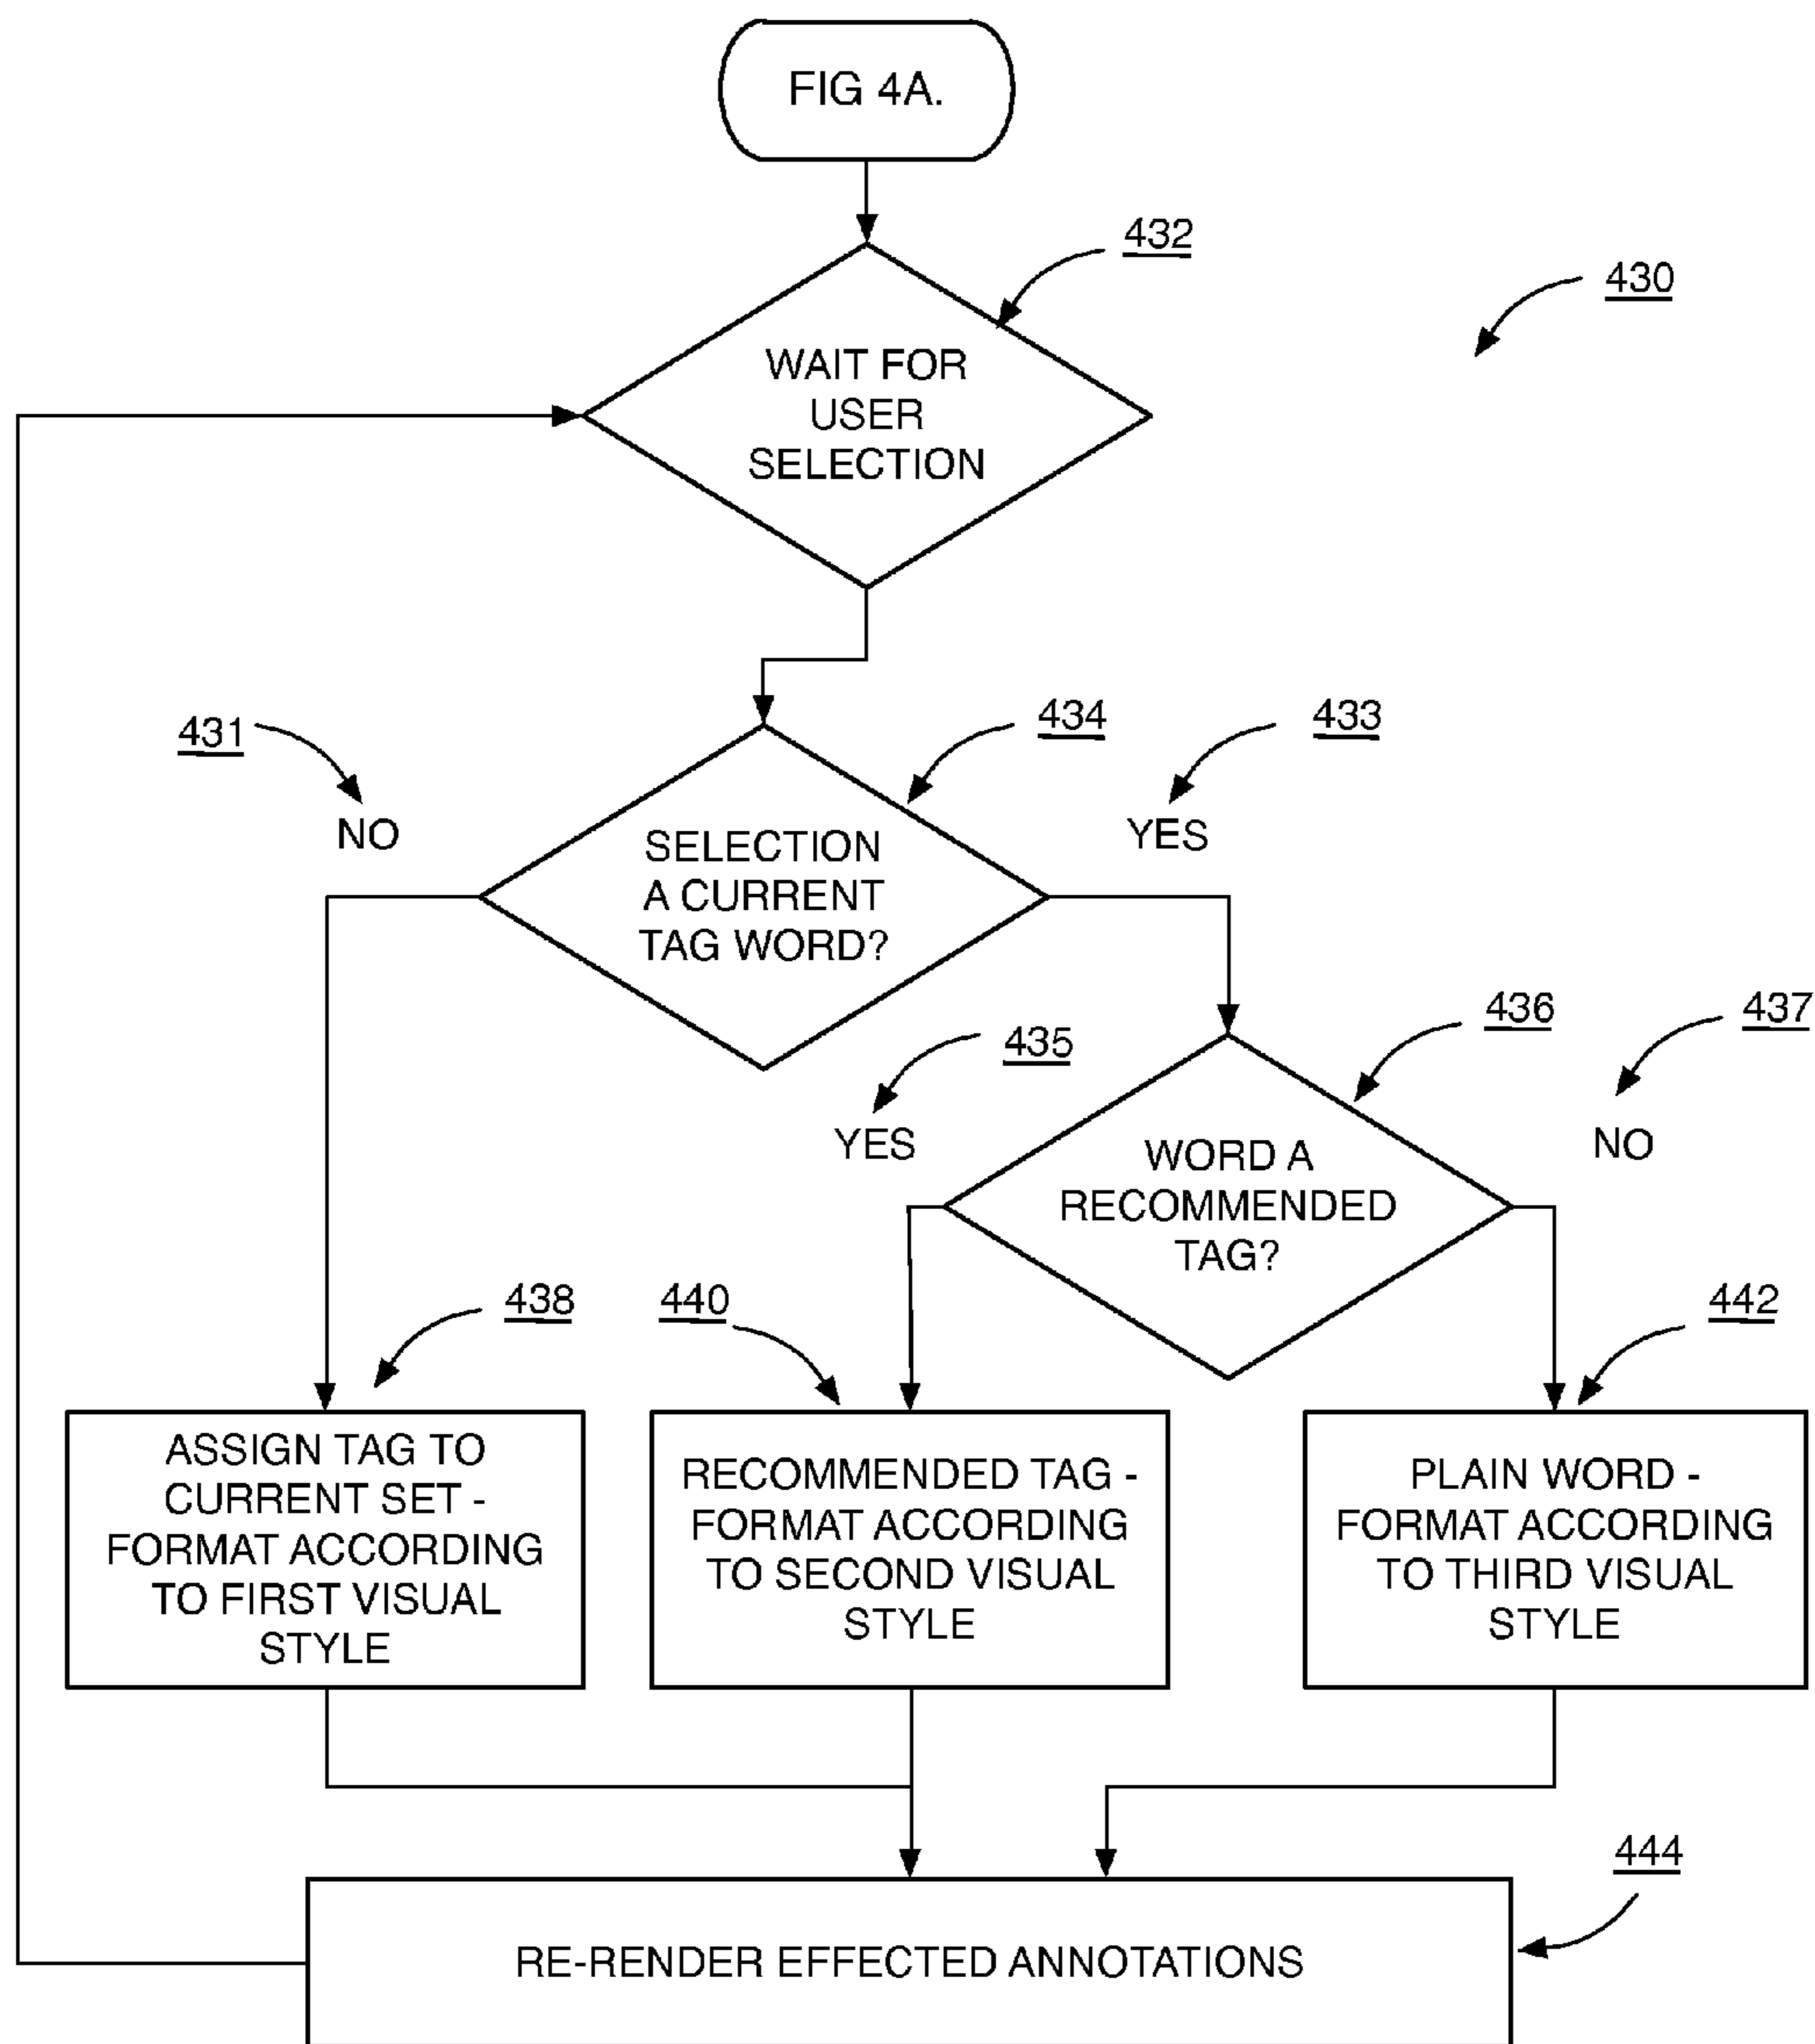 FIG 4A.
432
430
WAIT FOR
USER
SELECTION
431
434
433
NO
YES
SELECTION
A CURRENT
TAG WORD?
436
437
435
YES
NO
WORD A
RECOMMENDED
TAG?
438
440
442
ASSIGN TAG TO
CURRENT SET -
FORMAT ACCORDING
TO FIRST VISUAL
STYLE
RECOMMENDED TAG -
FORMAT ACCORDING
TO SECOND VISUAL
STYLE
PLAIN WORD -
FORMAT ACCORDING
TO THIRD VISUAL
STYLE
444
RE-RENDER EFFECTED ANNOTATIONS